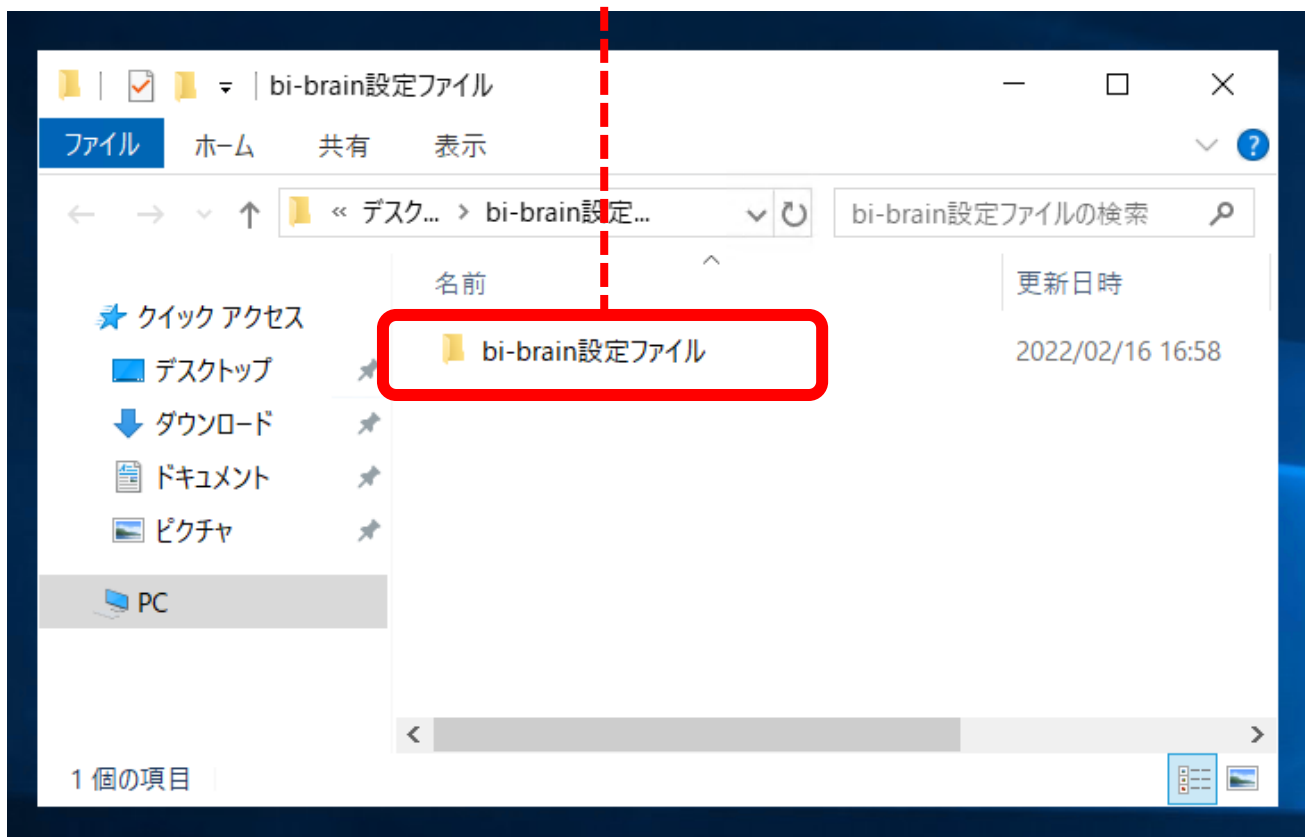 bi-brain設定ファイル
ファイル ホーム 共有 表示
« デスク... › bi-brain設定... bi-brain設定ファイルの検索
名前 更新日時
クイック アクセス
bi-brain設定ファイル 2022/02/16 16:58
デスクトップ
ダウンロード
ドキュメント
ピクチャ
PC
1 個の項目